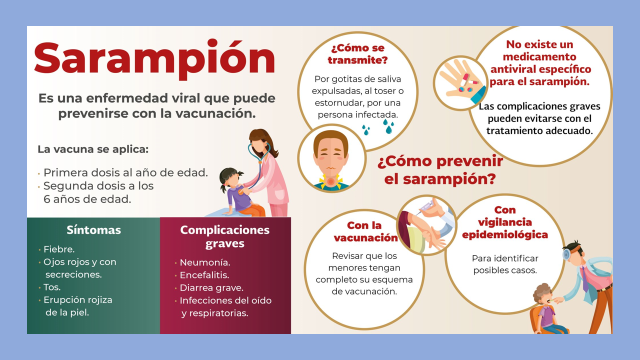 Sarampión
Es una enfermedad viral que puede
prevenirse con la vacunación.
La vacuna se aplica:
· Primera dosis al año de edad.
· Segunda dosis a los
6 años de edad.
Síntomas
· Fiebre.
· Ojos rojos y con
secreciones.
· Tos.
· Erupción rojiza
de la piel.
Complicaciones
graves
· Neumonía.
· Encefalitis.
· Diarrea grave.
· Infecciones del oído
y respiratorias.
¿Cómo se
transmite?
Por gotitas de saliva
expulsadas, al toser o
estornudar, por una
persona infectada.
No existe un
medicamento
antiviral específico
para el sarampión.
Las complicaciones graves
pueden evitarse con el
tratamiento adecuado.
¿Cómo prevenir
el sarampión?
Con la
vacunación
Revisar que los
menores tengan
completo su esquema
de vacunación.
Con
vigilancia
epidemiológica
Para identificar
posibles casos.